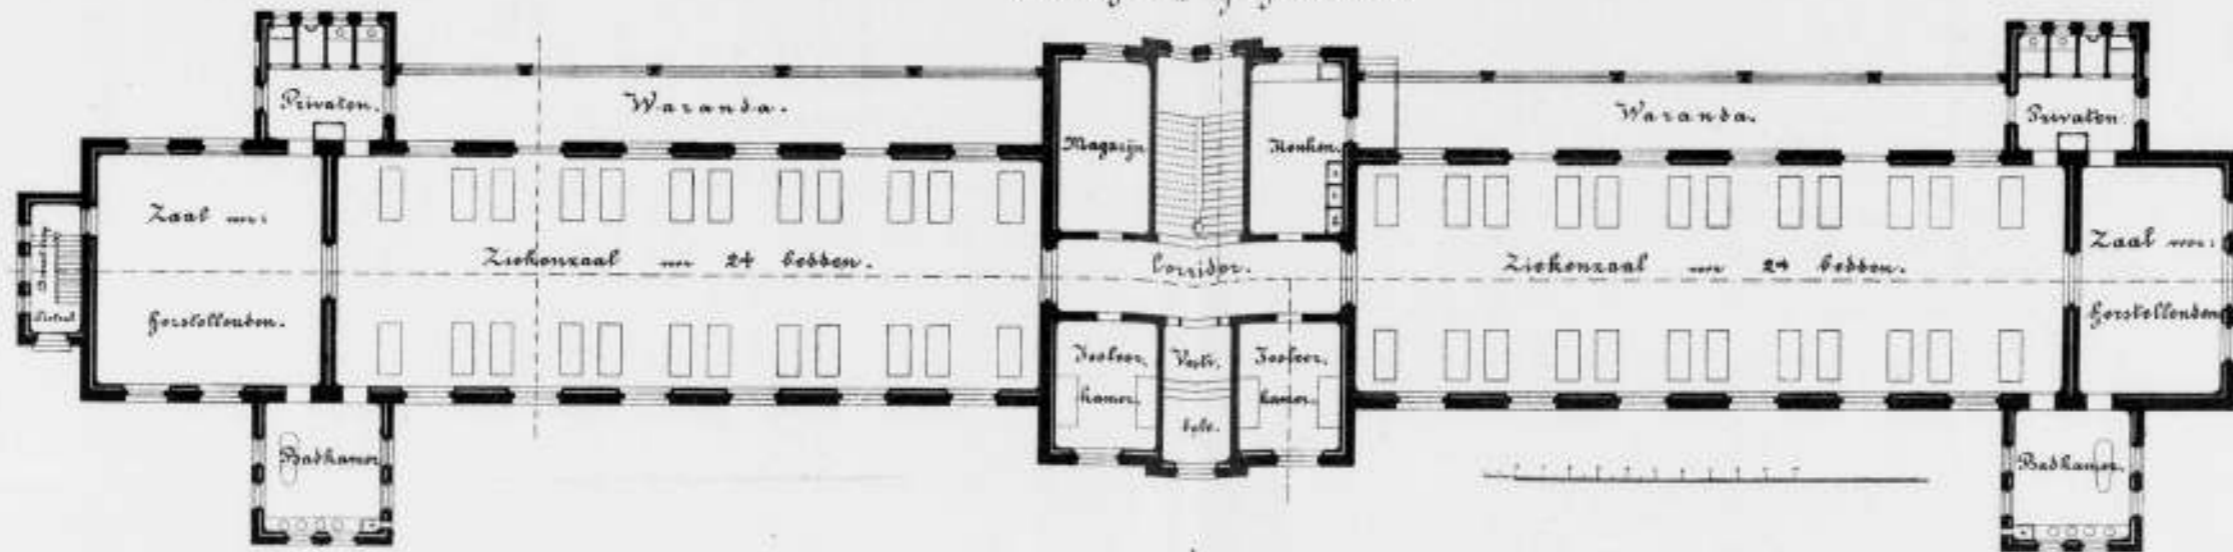 Privaten.
Waranda.
Magazijn
Keuken.
Waranda.
Privaten
Zaal voor:
Herstellenden.
Ziekenzaal voor 24 bedden.
Corridor.
Ziekenzaal voor 24 bedden.
Zaal voor:
Herstellenden
Isoleer
kamer.
Vesti-
bule.
Isoleer.
kamer.
Badkamer
Badkamer.